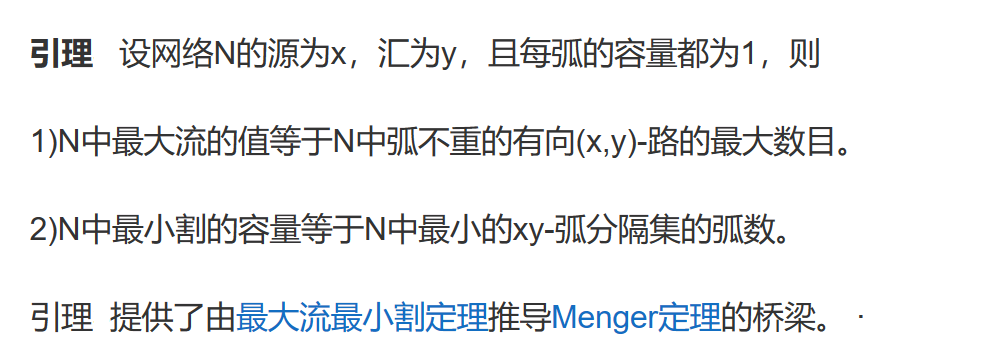 引理 设网络N的源为x，汇为y，且每弧的容量都为1，则
1)N中最大流的值等于N中弧不重的有向(x,y)-路的最大数目。
2)N中最小割的容量等于N中最小的xy-弧分隔集的弧数。
引理 提供了由最大流最小割定理推导Menger定理的桥梁。 ·